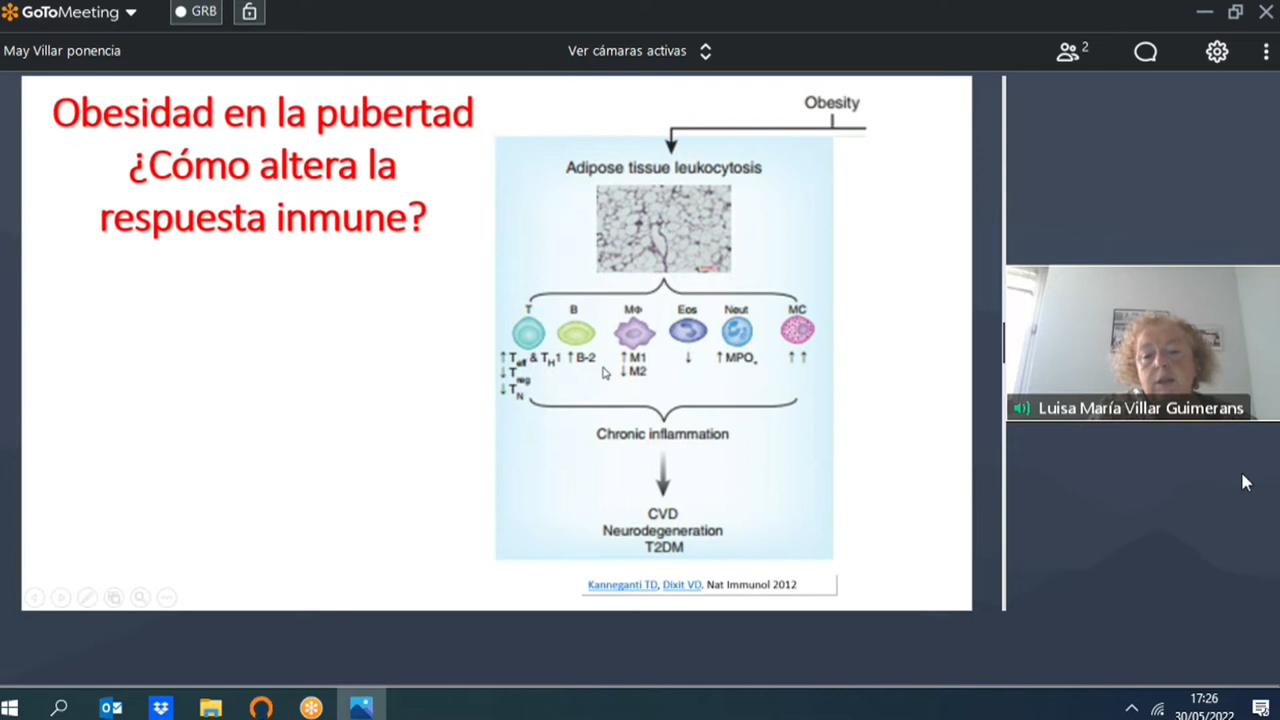 GoToMeeting
GRB
May Villar ponencia
Ver cámaras activas
2
Obesidad en la pubertad
¿Cómo altera la
respuesta inmune?
Obesity
Adipose tissue leukocytosis
T B MΦ Eos Neut MC
↑Teff & TH1 ↑B-2 ↑M1 ↓ ↑MPO+ ↑↑
↓Treg ↓M2
↓TN
Chronic inflammation
CVD
Neurodegeneration
T2DM
Kanneganti TD, Dixit VD. Nat Immunol 2012
Luisa María Villar Guimerans
17:26
30/05/2022